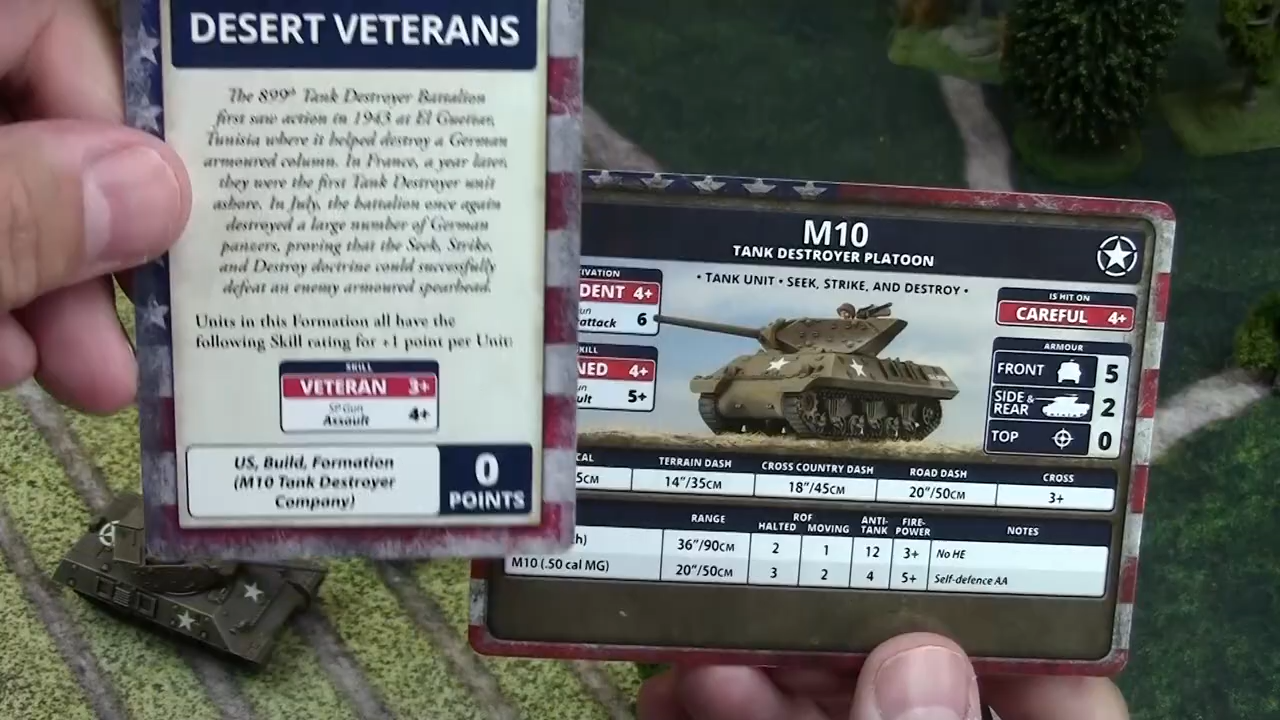 DESERT VETERANS
The 899th Tank Destroyer Battalion
first saw action in 1943 at El Guettar,
Tunisia where it helped destroy a German
armoured column. In France, a year later,
they were the first Tank Destroyer unit
ashore. In July, the battalion once again
destroyed a large number of German
panzers, proving that the Seek, Strike,
and Destroy doctrine could successfully
defeat an enemy armoured spearhead.
Units in this Formation all have the
following Skill rating for +1 point per Unit:
SKILL
VETERAN 3+
SP Gun
Assault 4+
US, Build, Formation
(M10 Tank Destroyer
Company)
0
POINTS
M10
TANK DESTROYER PLATOON
• TANK UNIT • SEEK, STRIKE, AND DESTROY •
IVATION
DENT 4+
un
attack 6
KILL
NED 4+
un
ult 5+
IS HIT ON
CAREFUL 4+
ARMOUR
FRONT 5
SIDE & REAR 2
TOP 0
CAL TERRAIN DASH CROSS COUNTRY DASH ROAD DASH CROSS
5CM 14"/35CM 18"/45CM 20"/50CM 3+
RANGE ROF HALTED MOVING ANTI-TANK FIRE-POWER NOTES
ch) 36"/90CM 2 1 12 3+ No HE
M10 (.50 cal MG) 20"/50CM 3 2 4 5+ Self-defence AA